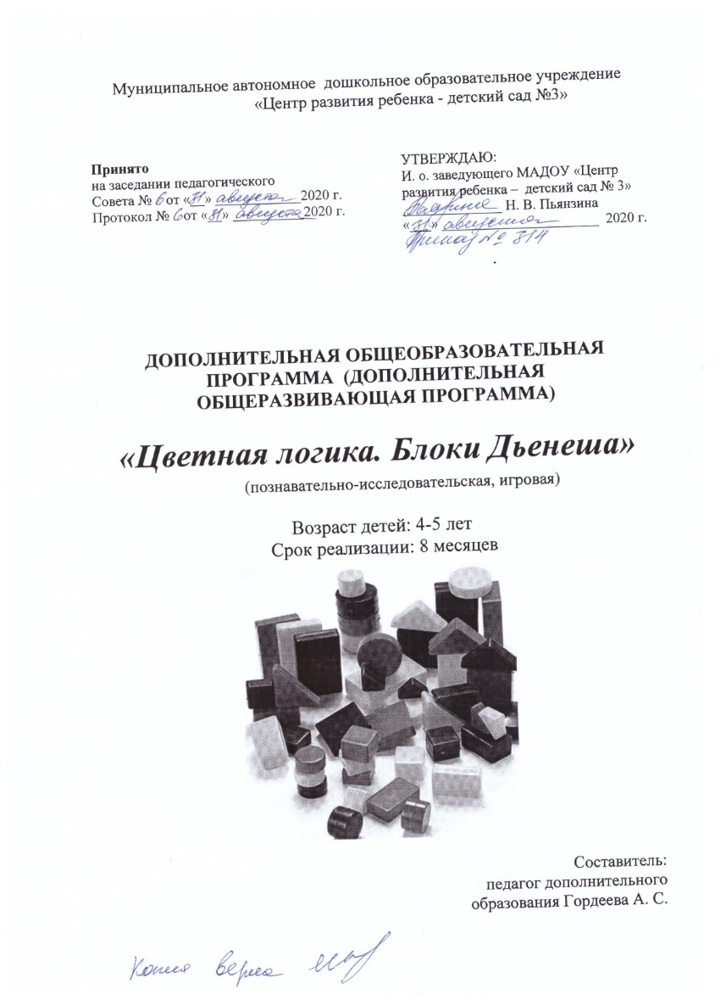 Муниципальное автономное дошкольное образовательное учреждение
«Центр развития ребенка - детский сад №3»
Принято
на заседании педагогического
Совета № 6 от «31» августа 2020 г.
Протокол № 6 от «31» августа 2020 г.
УТВЕРЖДАЮ:
И. о. заведующего МАДОУ «Центр
развития ребенка – детский сад № 3»
Н. В. Пьянзина
«31» августа 2020 г.
Приказ № 314
ДОПОЛНИТЕЛЬНАЯ ОБЩЕОБРАЗОВАТЕЛЬНАЯ
ПРОГРАММА (ДОПОЛНИТЕЛЬНАЯ
ОБЩЕРАЗВИВАЮЩАЯ ПРОГРАММА)
«Цветная логика. Блоки Дьенеша»
(познавательно-исследовательская, игровая)
Возраст детей: 4-5 лет
Срок реализации: 8 месяцев
Составитель:
педагог дополнительного
образования Гордеева А. С.
Копия верна